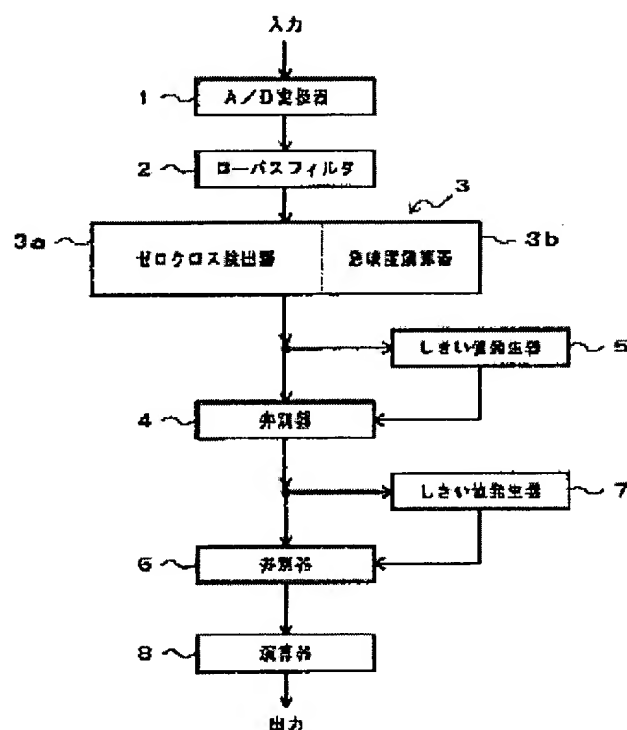 入力
1
A/D変換器
2
ローパスフィルタ
3
3a
ゼロクロス検出器
急峻度演算器
3b
しきい値発生器
5
4
弁別器
しきい値発生器
7
6
弁別器
8
演算器
出力